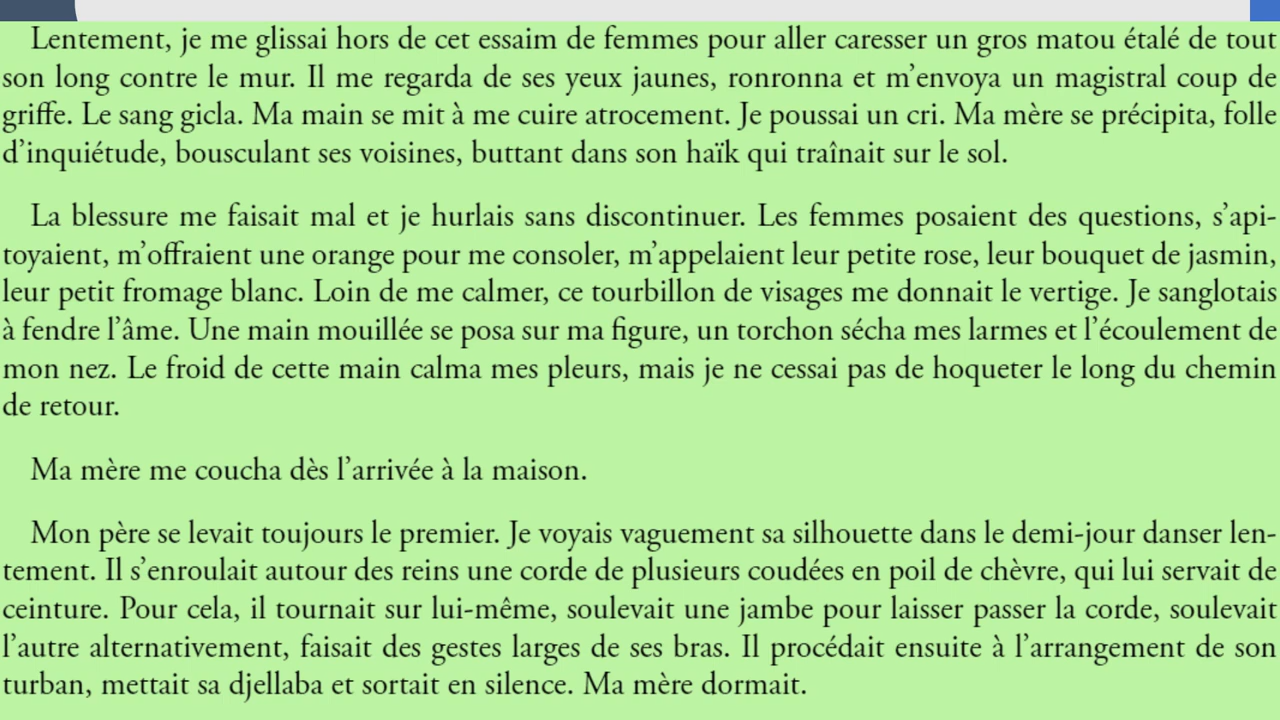 Lentement, je me glissai hors de cet essaim de femmes pour aller caresser un gros matou étalé de tout
son long contre le mur. Il me regarda de ses yeux jaunes, ronronna et m’envoya un magistral coup de
griffe. Le sang gicla. Ma main se mit à me cuire atrocement. Je poussai un cri. Ma mère se précipita, folle
d’inquiétude, bousculant ses voisines, buttant dans son haïk qui traînait sur le sol.
La blessure me faisait mal et je hurlais sans discontinuer. Les femmes posaient des questions, s’api-
toyaient, m’offraient une orange pour me consoler, m’appelaient leur petite rose, leur bouquet de jasmin,
leur petit fromage blanc. Loin de me calmer, ce tourbillon de visages me donnait le vertige. Je sanglotais
à fendre l’âme. Une main mouillée se posa sur ma figure, un torchon sécha mes larmes et l’écoulement de
mon nez. Le froid de cette main calma mes pleurs, mais je ne cessai pas de hoqueter le long du chemin
de retour.
Ma mère me coucha dès l’arrivée à la maison.
Mon père se levait toujours le premier. Je voyais vaguement sa silhouette dans le demi-jour danser len-
tement. Il s’enroulait autour des reins une corde de plusieurs coudées en poil de chèvre, qui lui servait de
ceinture. Pour cela, il tournait sur lui-même, soulevait une jambe pour laisser passer la corde, soulevait
l’autre alternativement, faisait des gestes larges de ses bras. Il procédait ensuite à l’arrangement de son
turban, mettait sa djellaba et sortait en silence. Ma mère dormait.